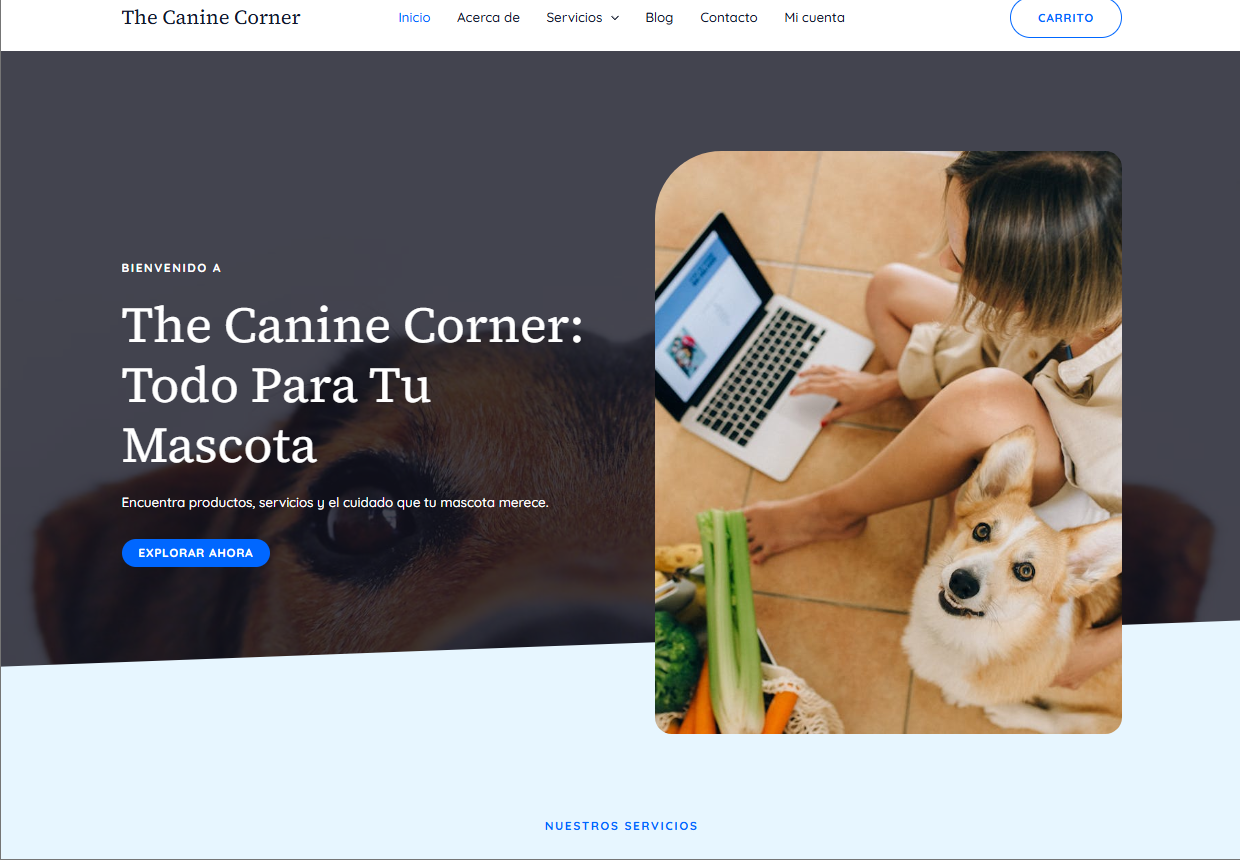 The Canine Corner
Inicio Acerca de Servicios Blog Contacto Mi cuenta
CARRITO
BIENVENIDO A
The Canine Corner:
Todo Para Tu
Mascota
Encuentra productos, servicios y el cuidado que tu mascota merece.
EXPLORAR AHORA
NUESTROS SERVICIOS